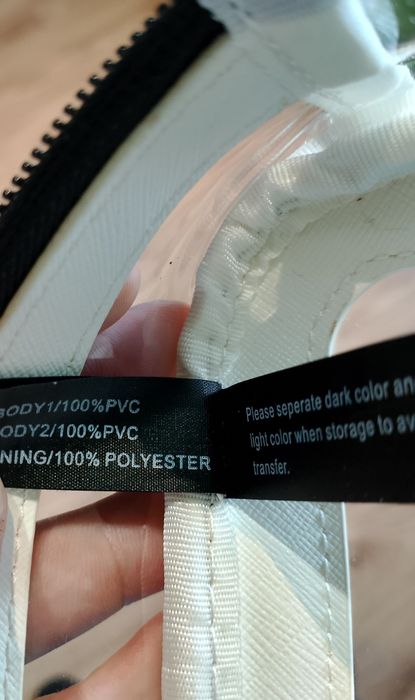 BODY1/100%PVC
ODY2/100%PVC
NING/100% POLYESTER
Please seperate dark color an
light color when storage to av
transfer.